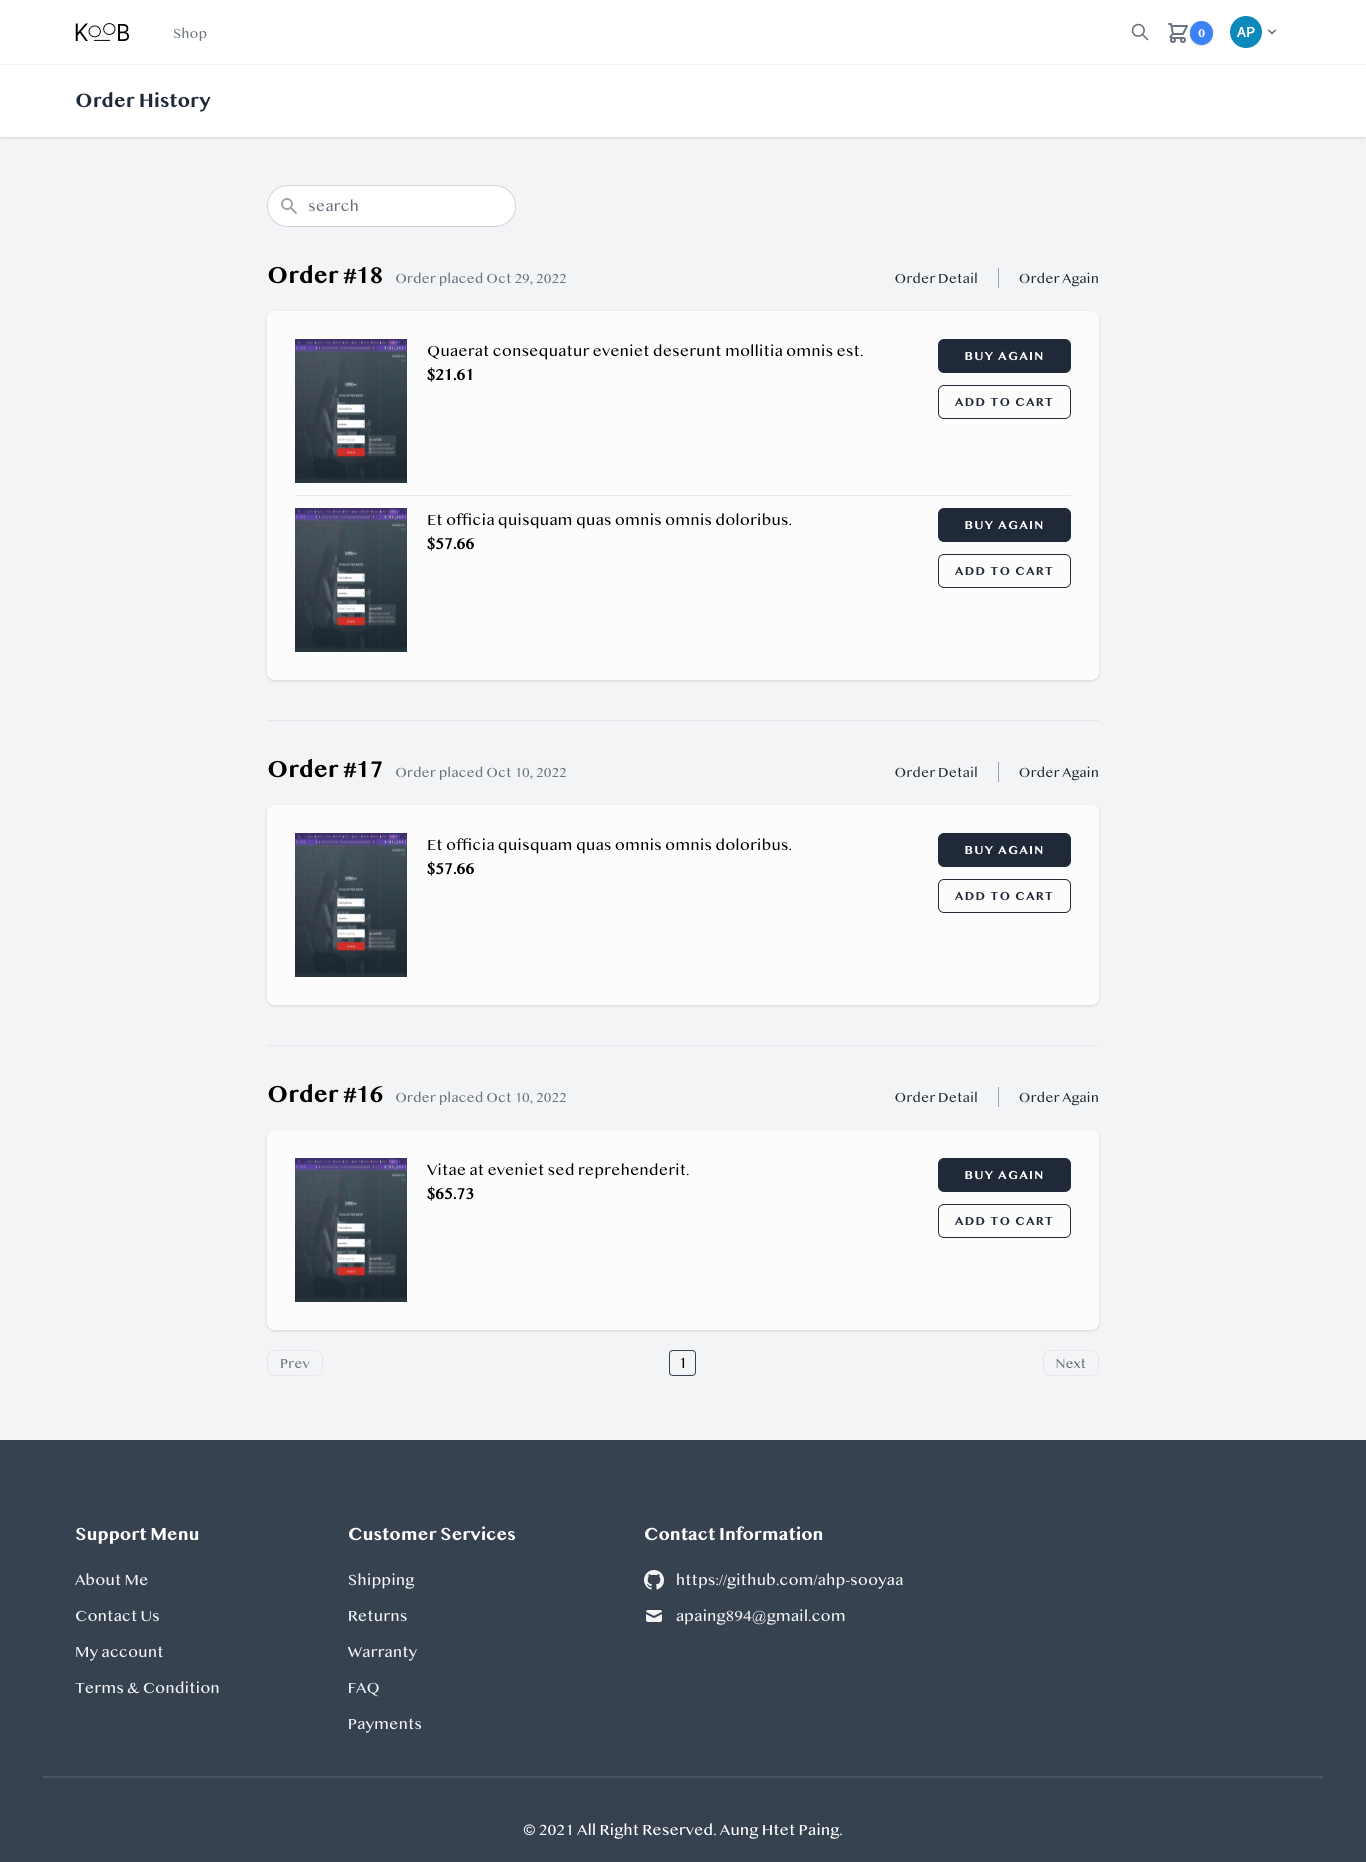 KOOB
Shop
0
AP
Order History
search
Order #18 Order placed Oct 29, 2022 Order Detail Order Again
Quaerat consequatur eveniet deserunt mollitia omnis est.
$21.61
BUY AGAIN
ADD TO CART
Et officia quisquam quas omnis omnis doloribus.
$57.66
BUY AGAIN
ADD TO CART
Order #17 Order placed Oct 10, 2022 Order Detail Order Again
Et officia quisquam quas omnis omnis doloribus.
$57.66
BUY AGAIN
ADD TO CART
Order #16 Order placed Oct 10, 2022 Order Detail Order Again
Vitae at eveniet sed reprehenderit.
$65.73
BUY AGAIN
ADD TO CART
Prev 1 Next
Support Menu
About Me
Contact Us
My account
Terms & Condition
Customer Services
Shipping
Returns
Warranty
FAQ
Payments
Contact Information
https://github.com/ahp-sooyaa
apaing894@gmail.com
© 2021 All Right Reserved. Aung Htet Paing.